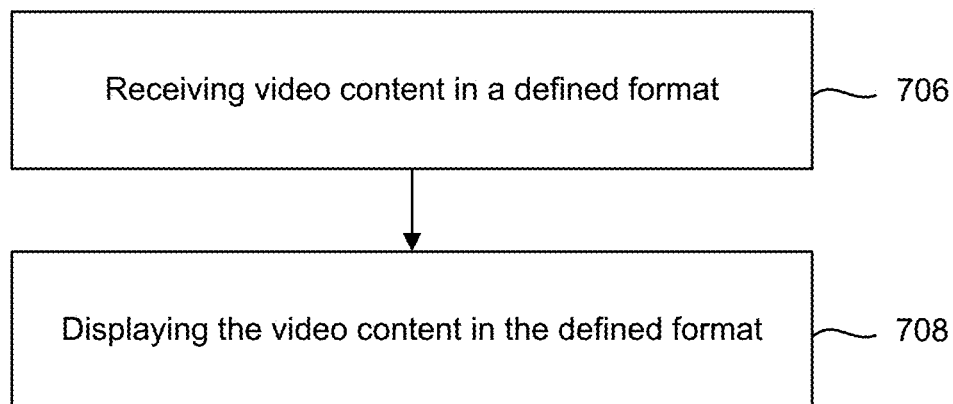 Receiving video content in a defined format
706
Displaying the video content in the defined format
708